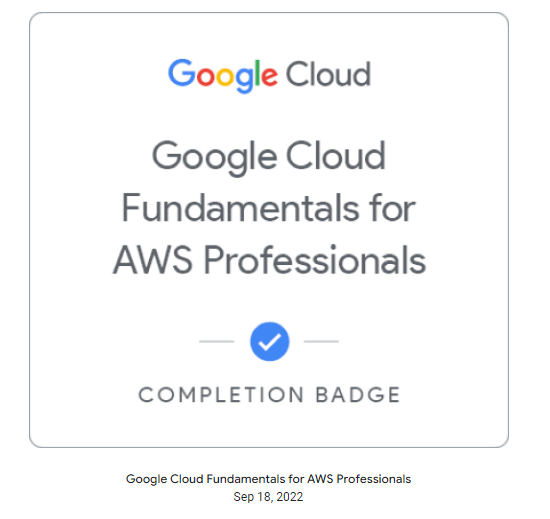 Google Cloud
Google Cloud
Fundamentals for
AWS Professionals
COMPLETION BADGE
Google Cloud Fundamentals for AWS Professionals
Sep 18, 2022